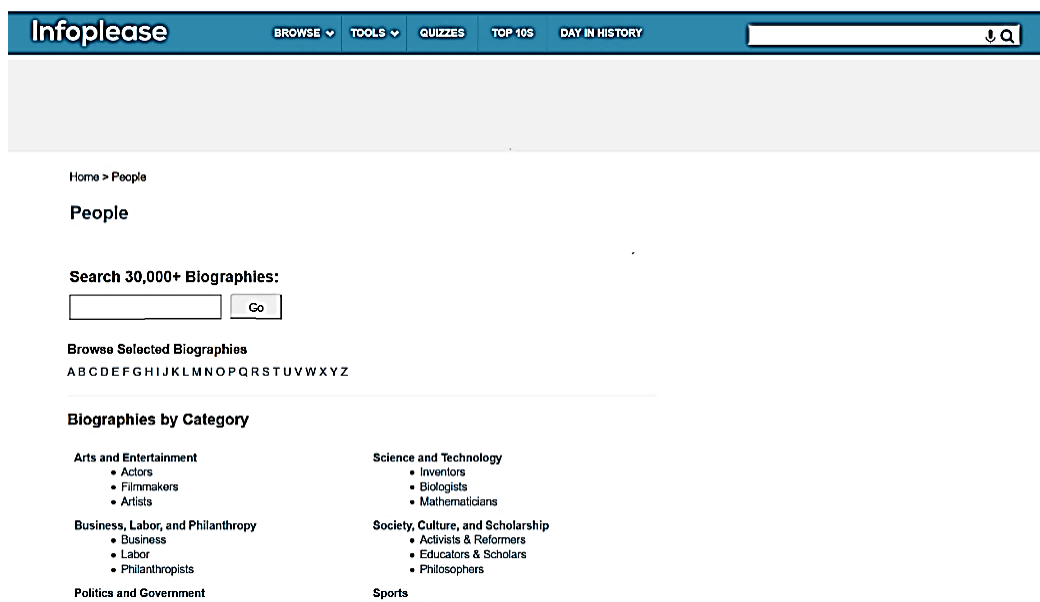 Infoplease
BROWSE TOOLS QUIZZES TOP 10S DAY IN HISTORY
Home > People
People
Search 30,000+ Biographies:
Go
Browse Selected Biographies
A B C D E F G H I J K L M N O P Q R S T U V W X Y Z
Biographies by Category
Arts and Entertainment
• Actors
• Filmmakers
• Artists
Business, Labor, and Philanthropy
• Business
• Labor
• Philanthropists
Politics and Government
Science and Technology
• Inventors
• Biologists
• Mathematicians
Society, Culture, and Scholarship
• Activists & Reformers
• Educators & Scholars
• Philosophers
Sports